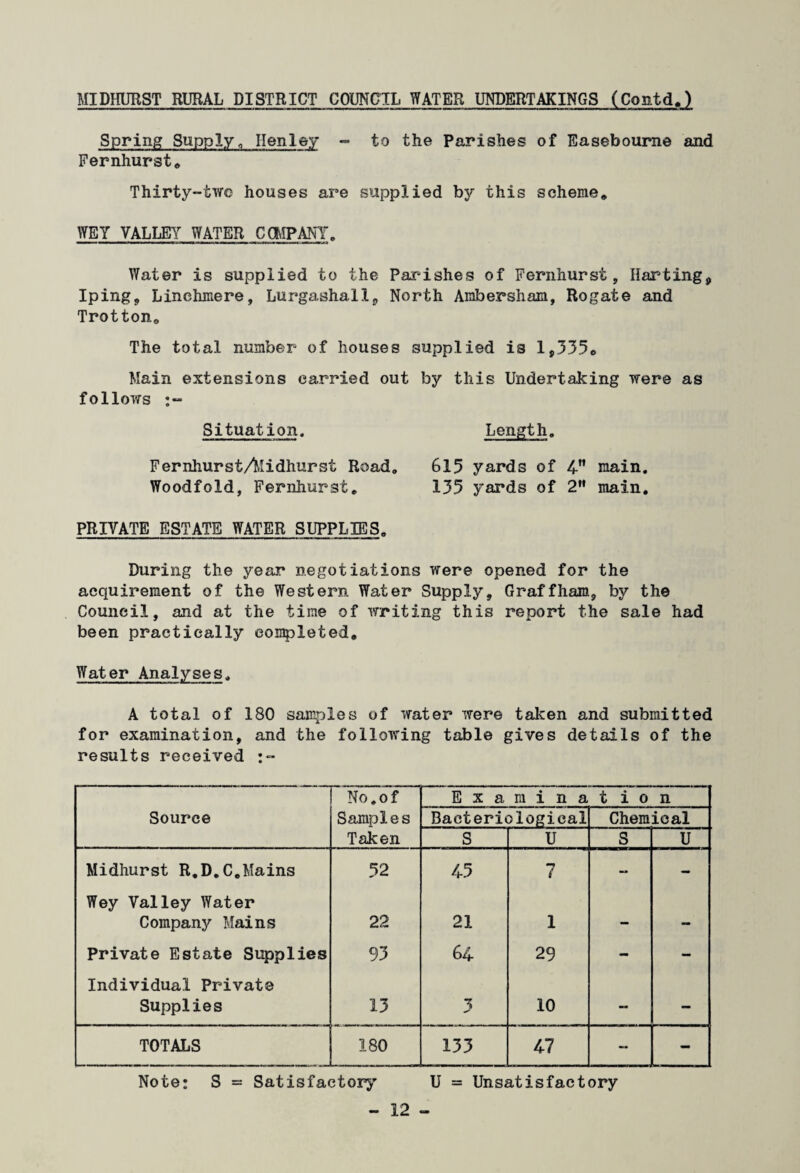 MIDHURST RURAL DISTRICT COUNCIL WATER UNDERTAKINGS (Contd.)
Spring Supply, Henley - to the Parishes of Easebourne and
Fernhurst.
Thirty-two houses are supplied by this scheme.
WEY VALLEY WATER COMPANY.
Water is supplied to the Parishes of Fernhurst, Harting,
Iping, Linchmere, Lurgashall, North Ambersham, Rogate and
Trotton.
The total number of houses supplied is 1,335.
Main extensions carried out by this Undertaking were as
follows :-
Situation. Length.
Fernhurst/Midhurst Road. 615 yards of 4" main.
Woodfold, Fernhurst. 135 yards of 2" main.
PRIVATE ESTATE WATER SUPPLIES.
During the year negotiations were opened for the
acquirement of the Western Water Supply, Graffham, by the
Council, and at the time of writing this report the sale had
been practically completed.
Water Analyses.
A total of 180 samples of water were taken and submitted
for examination, and the following table gives details of the
results received :-
Source No.of Samples Taken Examination
Bacteriological Chemical
S U S U
Midhurst R.D.C.Mains 52 45 7 - -
Wey Valley Water
Company Mains 22 21 1 - -
Private Estate Supplies 93 64 29 - -
Individual Private
Supplies 13 3 10 - -
TOTALS 180 133 47 - -
Note: S = Satisfactory U = Unsatisfactory
- 12 -